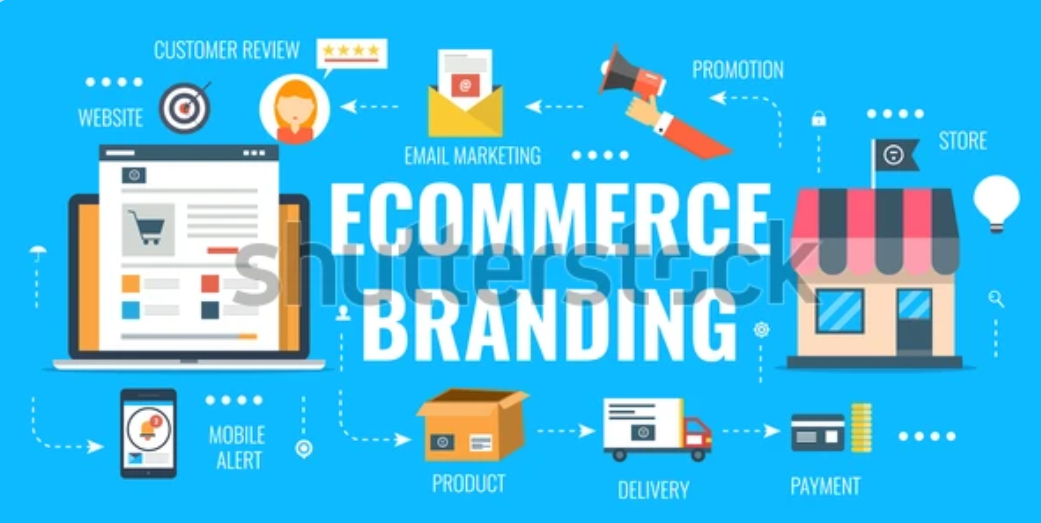 CUSTOMER REVIEW
WEBSITE
EMAIL MARKETING
PROMOTION
STORE
ECOMMERCE
BRANDING
shutterstock
MOBILE
ALERT
PRODUCT
DELIVERY
PAYMENT